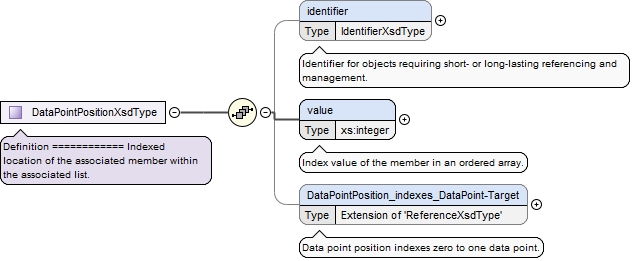 identifier
Type IdentifierXsdType
Identifier for objects requiring short- or long-lasting referencing and
management.
DataPointPositionXsdType
Definition ============ Indexed
location of the associated member within
the associated list.
value
Type xs:integer
Index value of the member in an ordered array.
DataPointPosition_indexes_DataPoint-Target
Type Extension of 'ReferenceXsdType'
Data point position indexes zero to one data point.